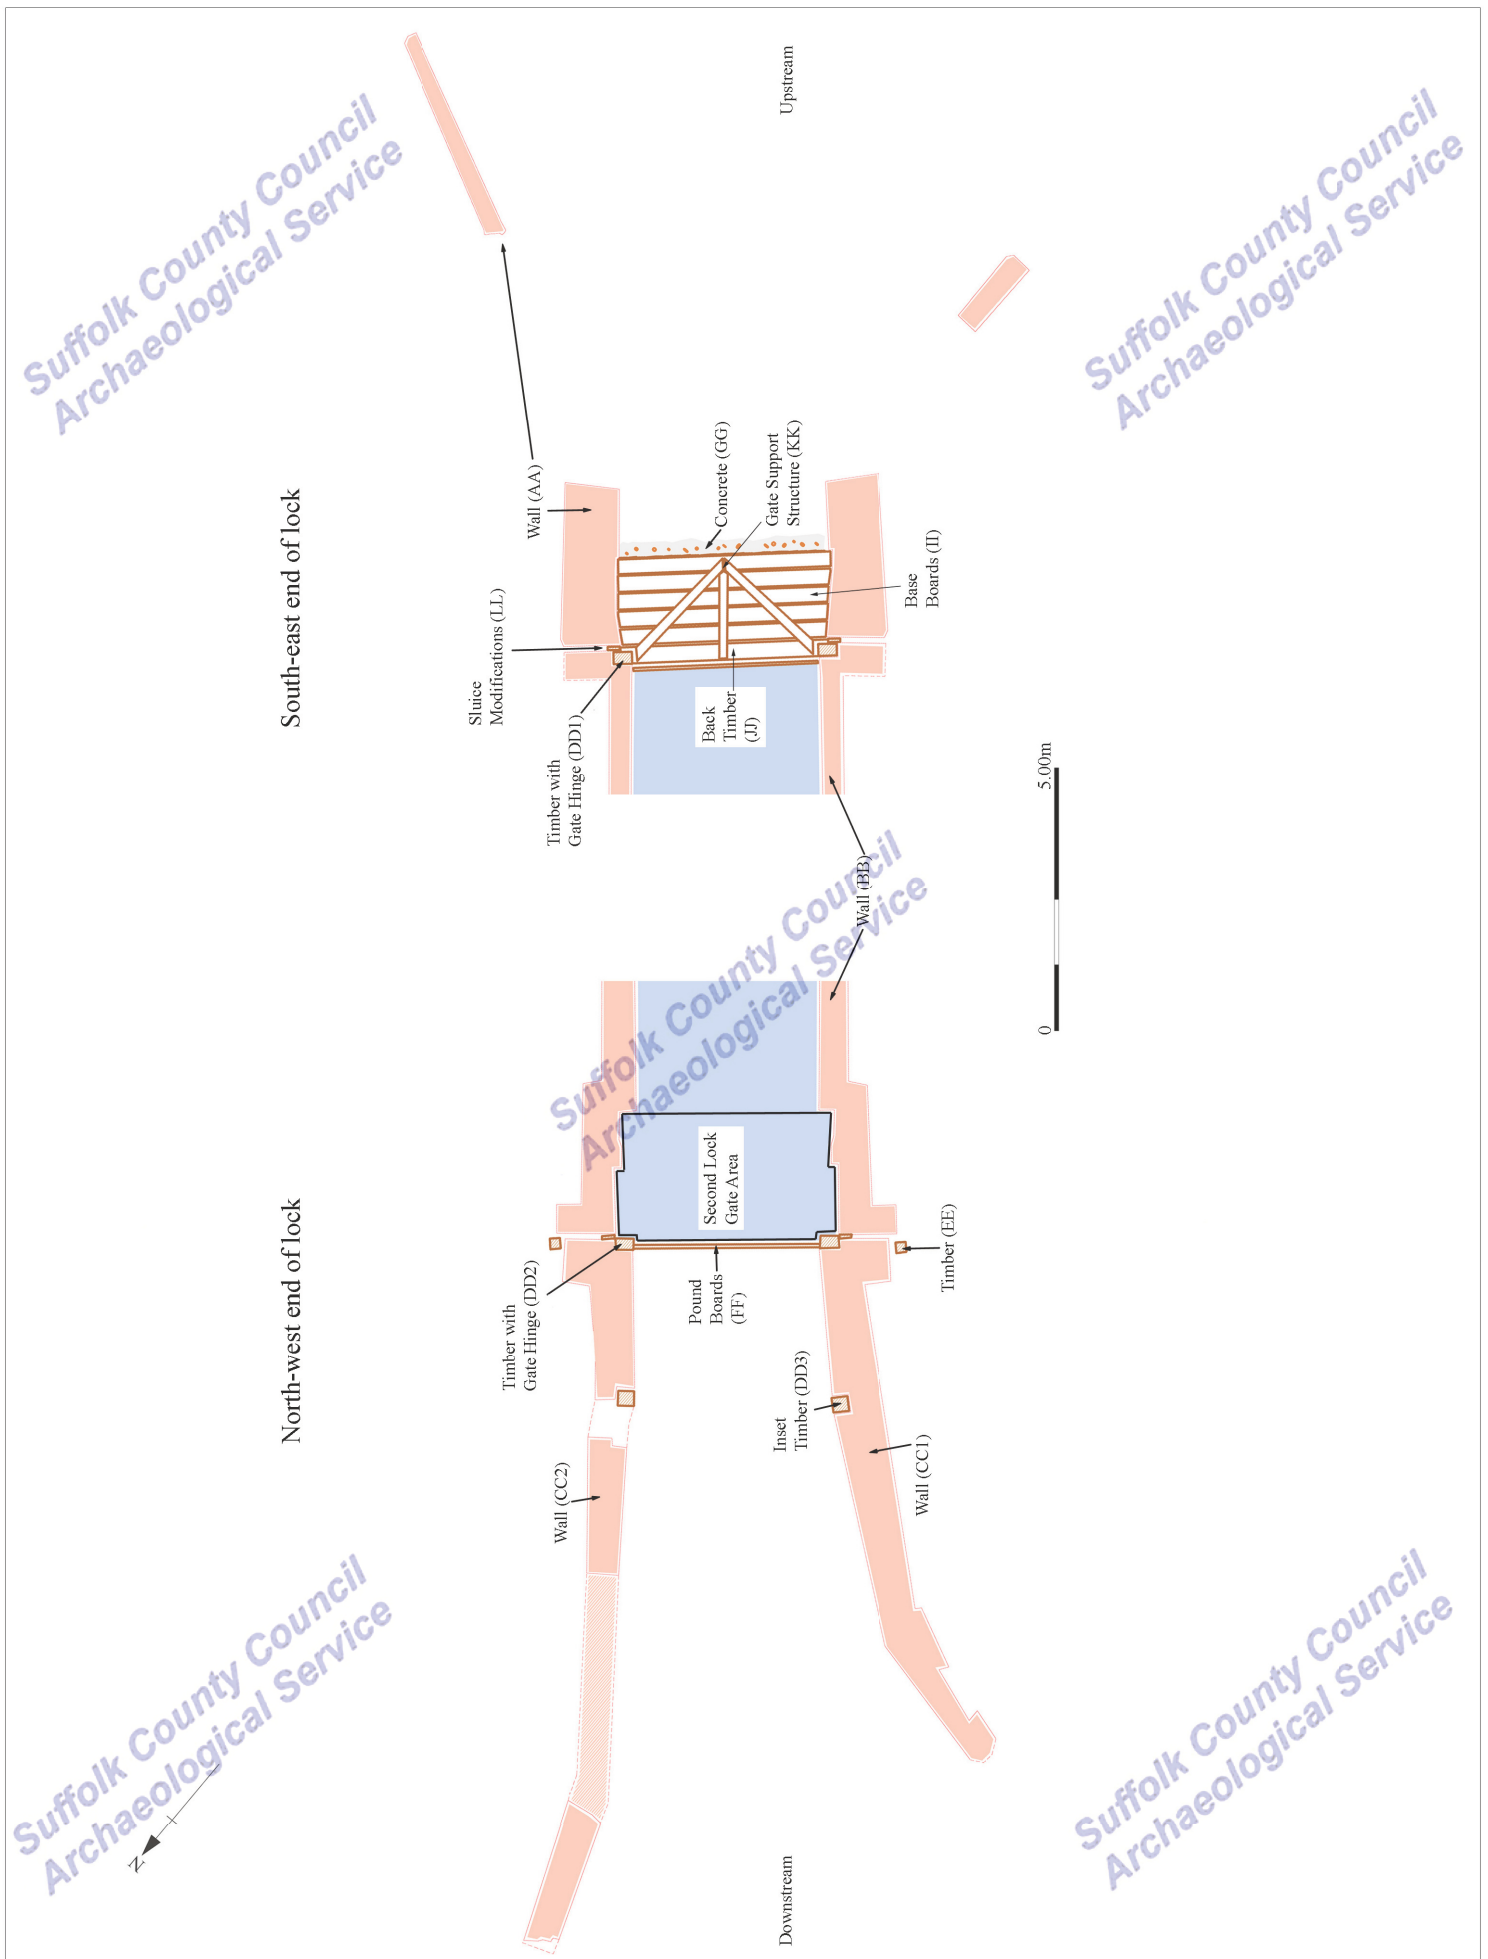 Upstream
South-east end of lock
Wall (AA)
Concrete (GG)
Gate Support
Structure (KK)
Base
Boards (II)
Sluice
Modifications (LL)
Timber with
Gate Hinge (DD1)
Back
Timber
(JJ)
Wall (BB)
0
5.00m
North-west end of lock
Second Lock
Gate Area
Timber with
Gate Hinge (DD2)
Pound
Boards
(FF)
Timber (EE)
Inset
Timber (DD3)
Wall (CC2)
Wall (CC1)
Downstream
N
Suffolk County Council
Archaeological Service
Suffolk County Council
Archaeological Service
Suffolk County Council
Archaeological Service
Suffolk County Council
Archaeological Service
Suffolk County Council
Archaeological Service